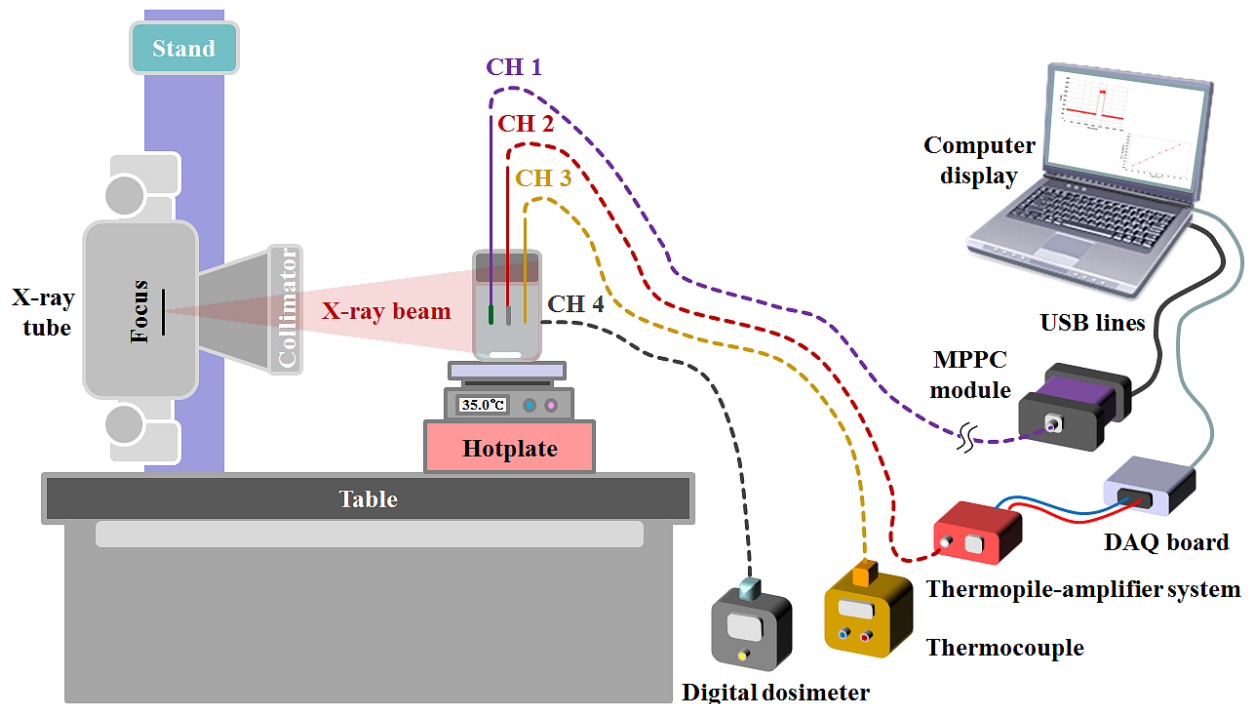 Stand
CH 1
CH 2
CH 3
CH 4
X-ray
tube
Focus
Collimator
X-ray beam
35.0℃
Hotplate
Table
Computer
display
USB lines
MPPC
module
DAQ board
Thermopile-amplifier system
Thermocouple
Digital dosimeter